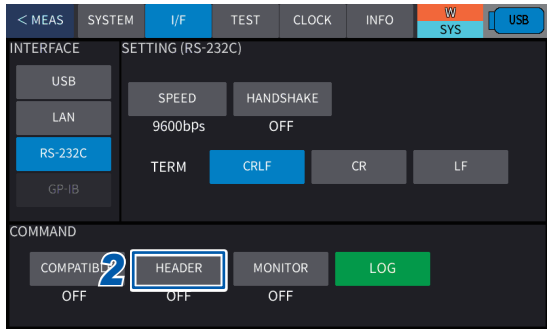 < MEAS SYSTEM I/F TEST CLOCK INFO W SYS USB
INTERFACE
SETTING (RS-232C)
USB
LAN
RS-232C
GP-IB
SPEED HANDSHAKE
9600bps OFF
TERM CRLF CR LF
COMMAND
2 HEADER MONITOR LOG
OFF OFF OFF